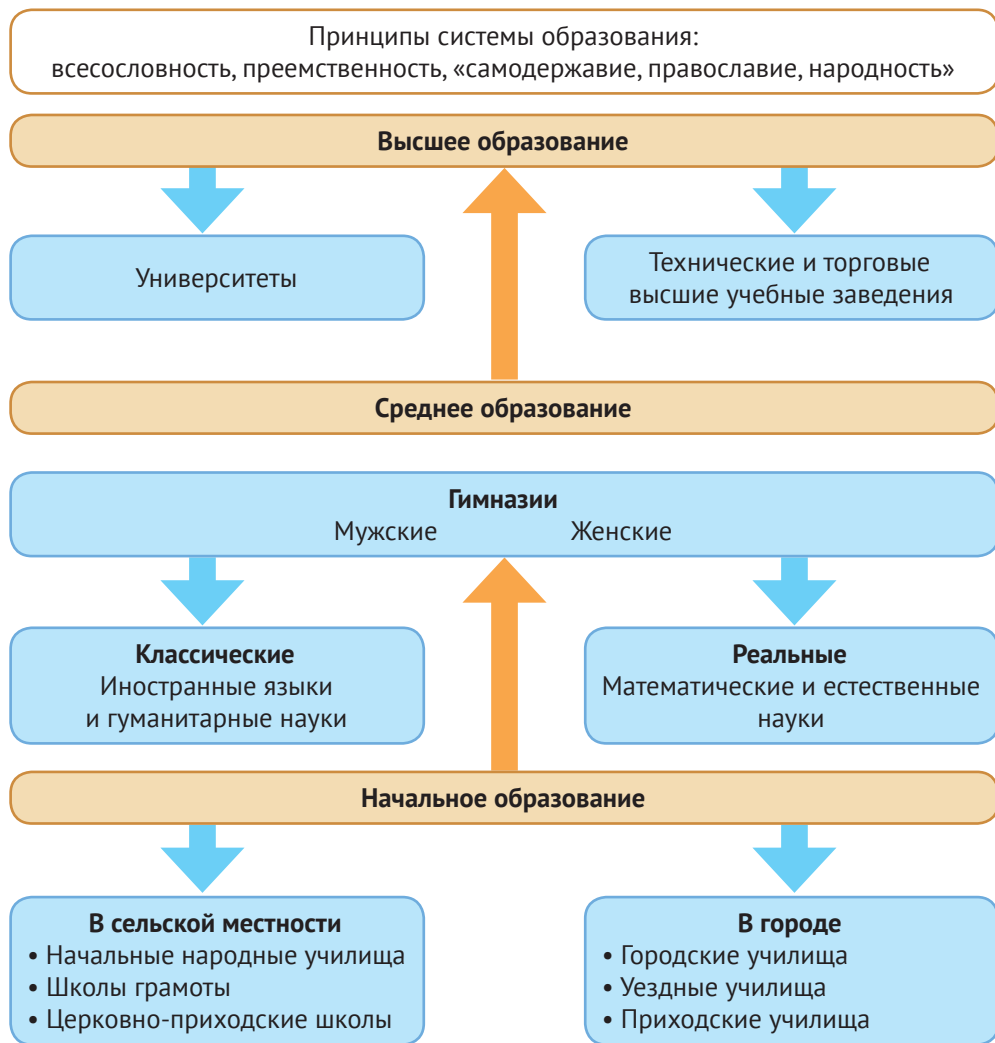 Принципы системы образования:
всесословность, преемственность, «самодержавие, православие, народность»
Высшее образование
Университеты
Технические и торговые
высшие учебные заведения
Среднее образование
Гимназии
Мужские Женские
Классические
Иностранные языки
и гуманитарные науки
Реальные
Математические и естественные
науки
Начальное образование
В сельской местности
• Начальные народные училища
• Школы грамоты
• Церковно-приходские школы
В городе
• Городские училища
• Уездные училища
• Приходские училища